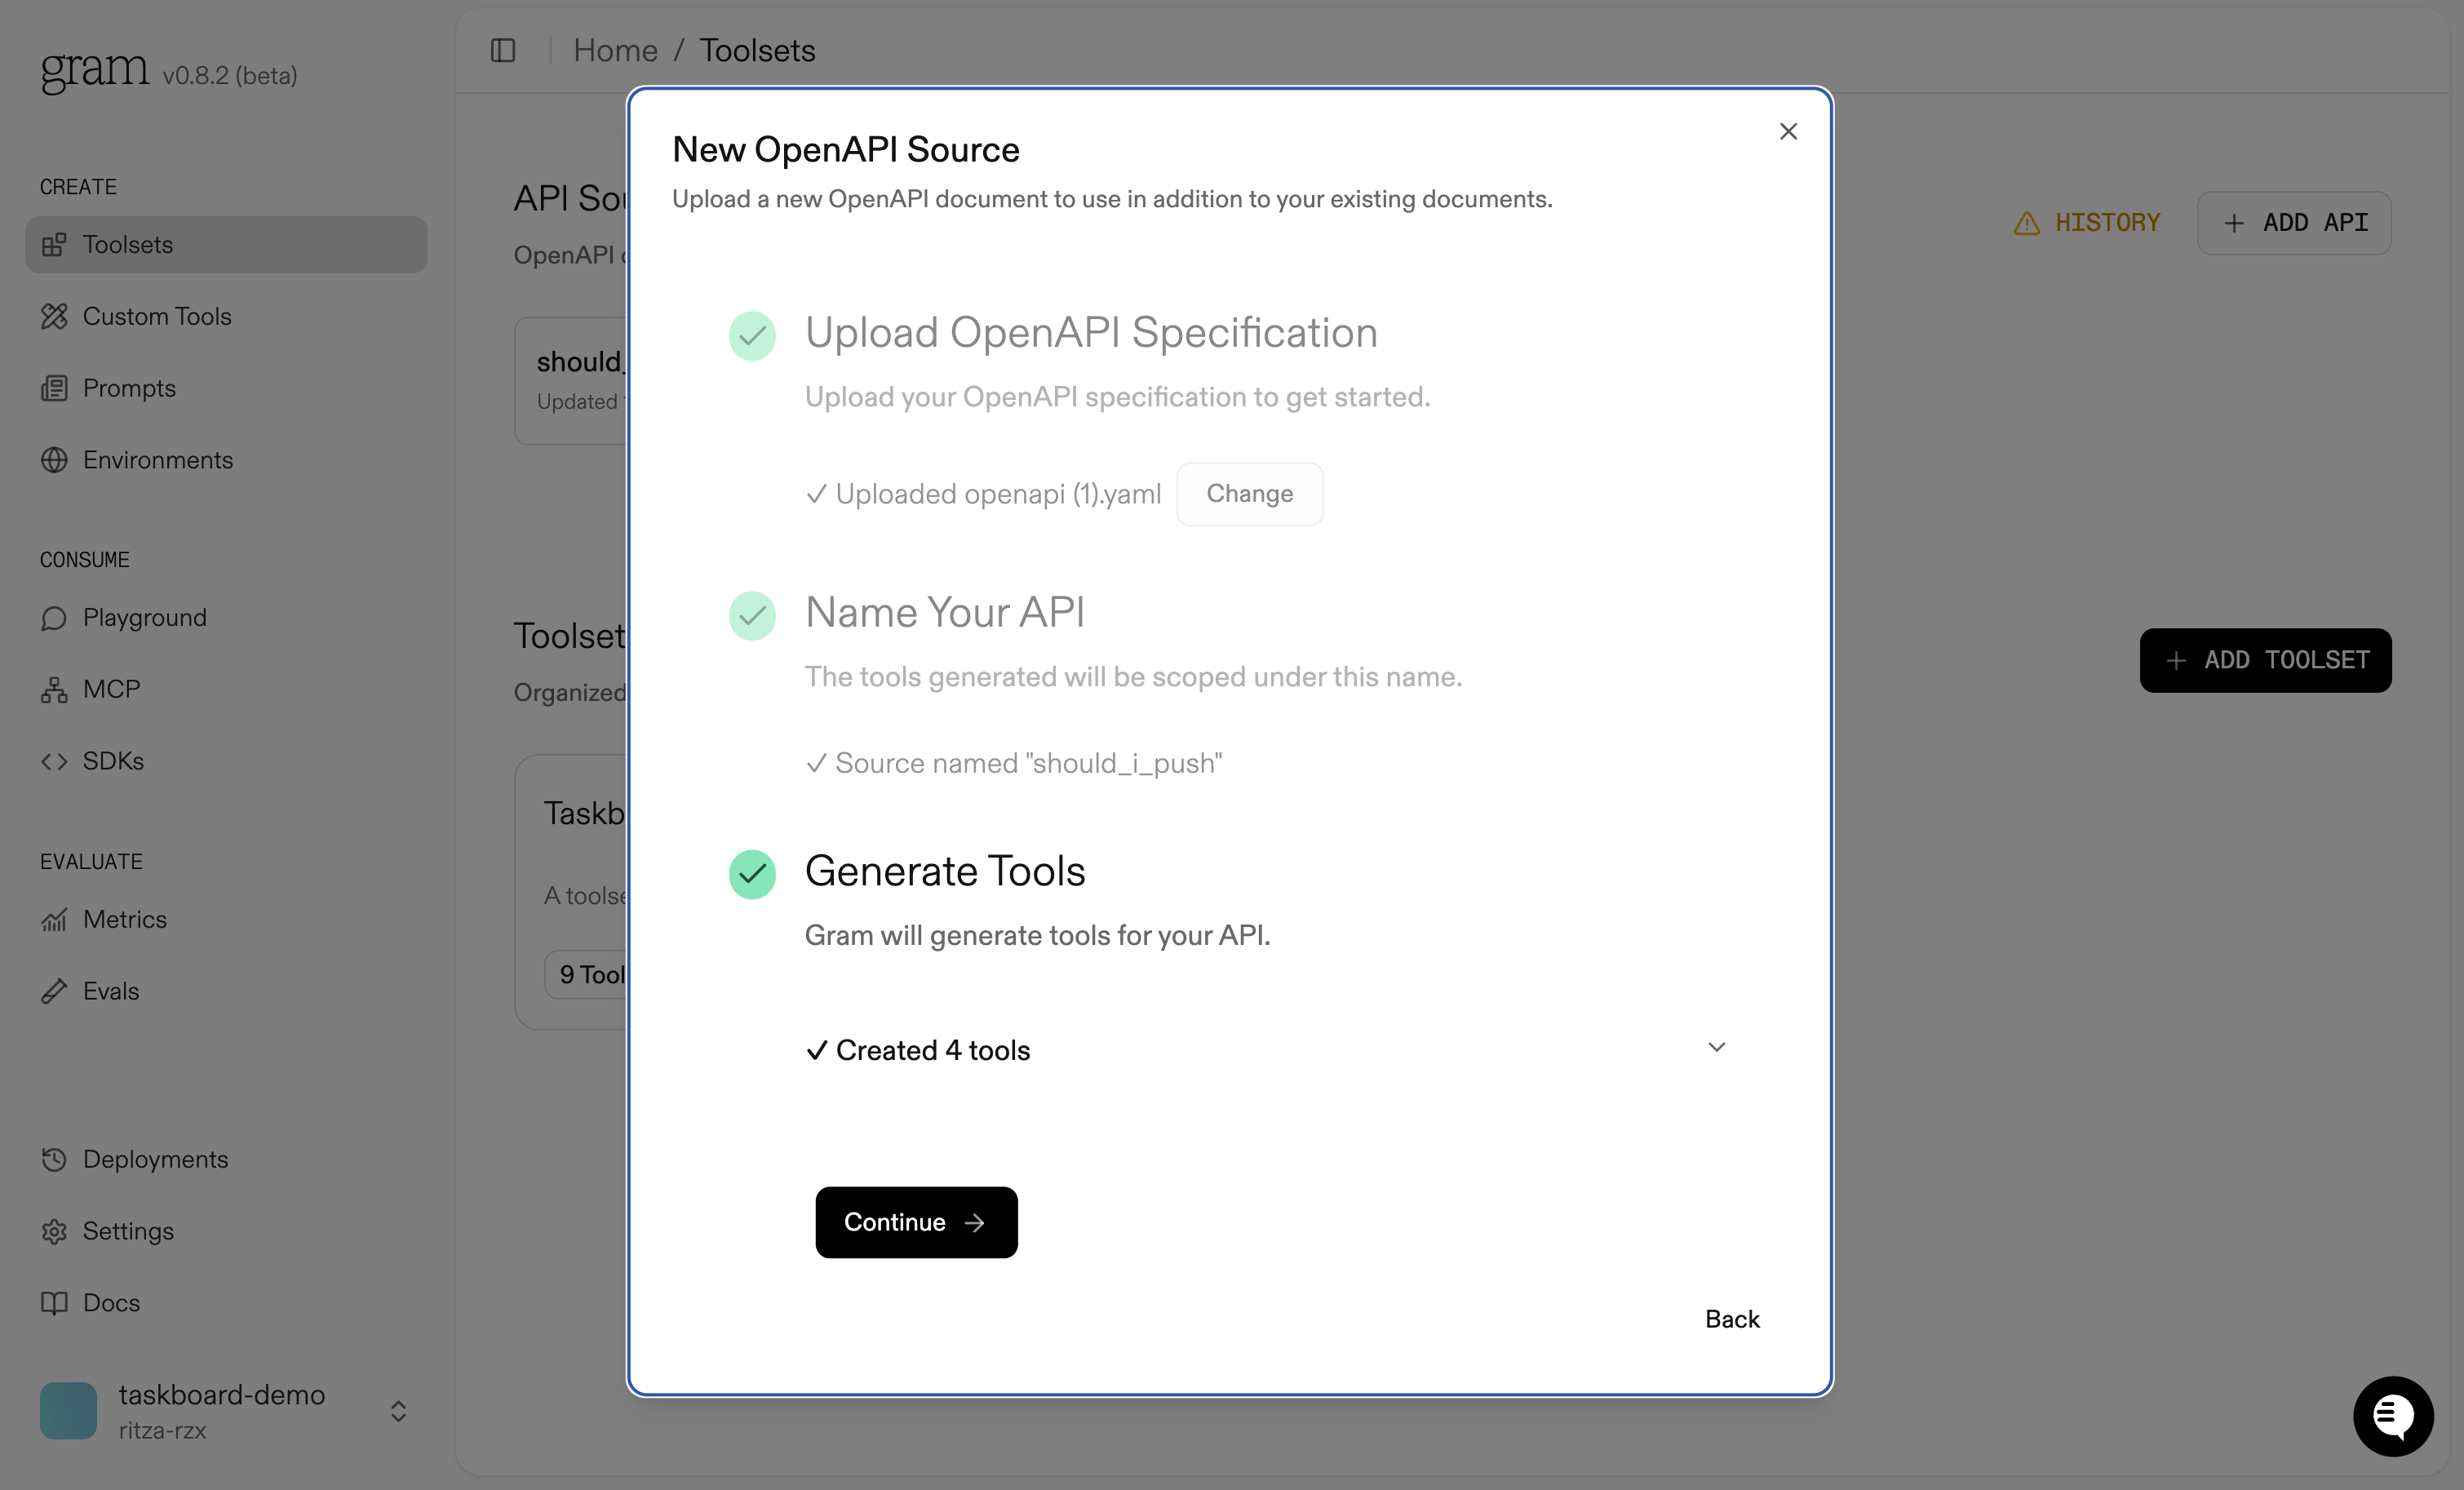 gram v0.8.2 (beta)
CREATE
Toolsets
Custom Tools
Prompts
Environments
CONSUME
Playground
MCP
SDKs
EVALUATE
Metrics
Evals
Deployments
Settings
Docs
taskboard-demo
ritza-rzx
Home / Toolsets
API Sou
OpenAPI
HISTORY
+ ADD API
should_
Updated
Toolset
Organized
+ ADD TOOLSET
Taskb
A toolse
9 Tool
New OpenAPI Source
Upload a new OpenAPI document to use in addition to your existing documents.
Upload OpenAPI Specification
Upload your OpenAPI specification to get started.
✓ Uploaded openapi (1).yaml
Change
Name Your API
The tools generated will be scoped under this name.
✓ Source named "should_i_push"
Generate Tools
Gram will generate tools for your API.
✓ Created 4 tools
Continue →
Back